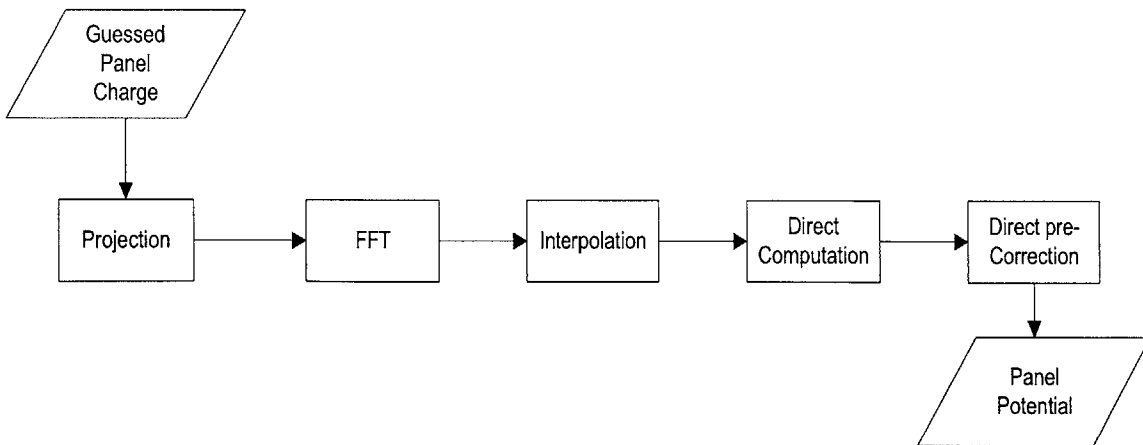 Guessed
Panel
Charge
Projection
FFT
Interpolation
Direct
Computation
Direct pre-
Correction
Panel
Potential